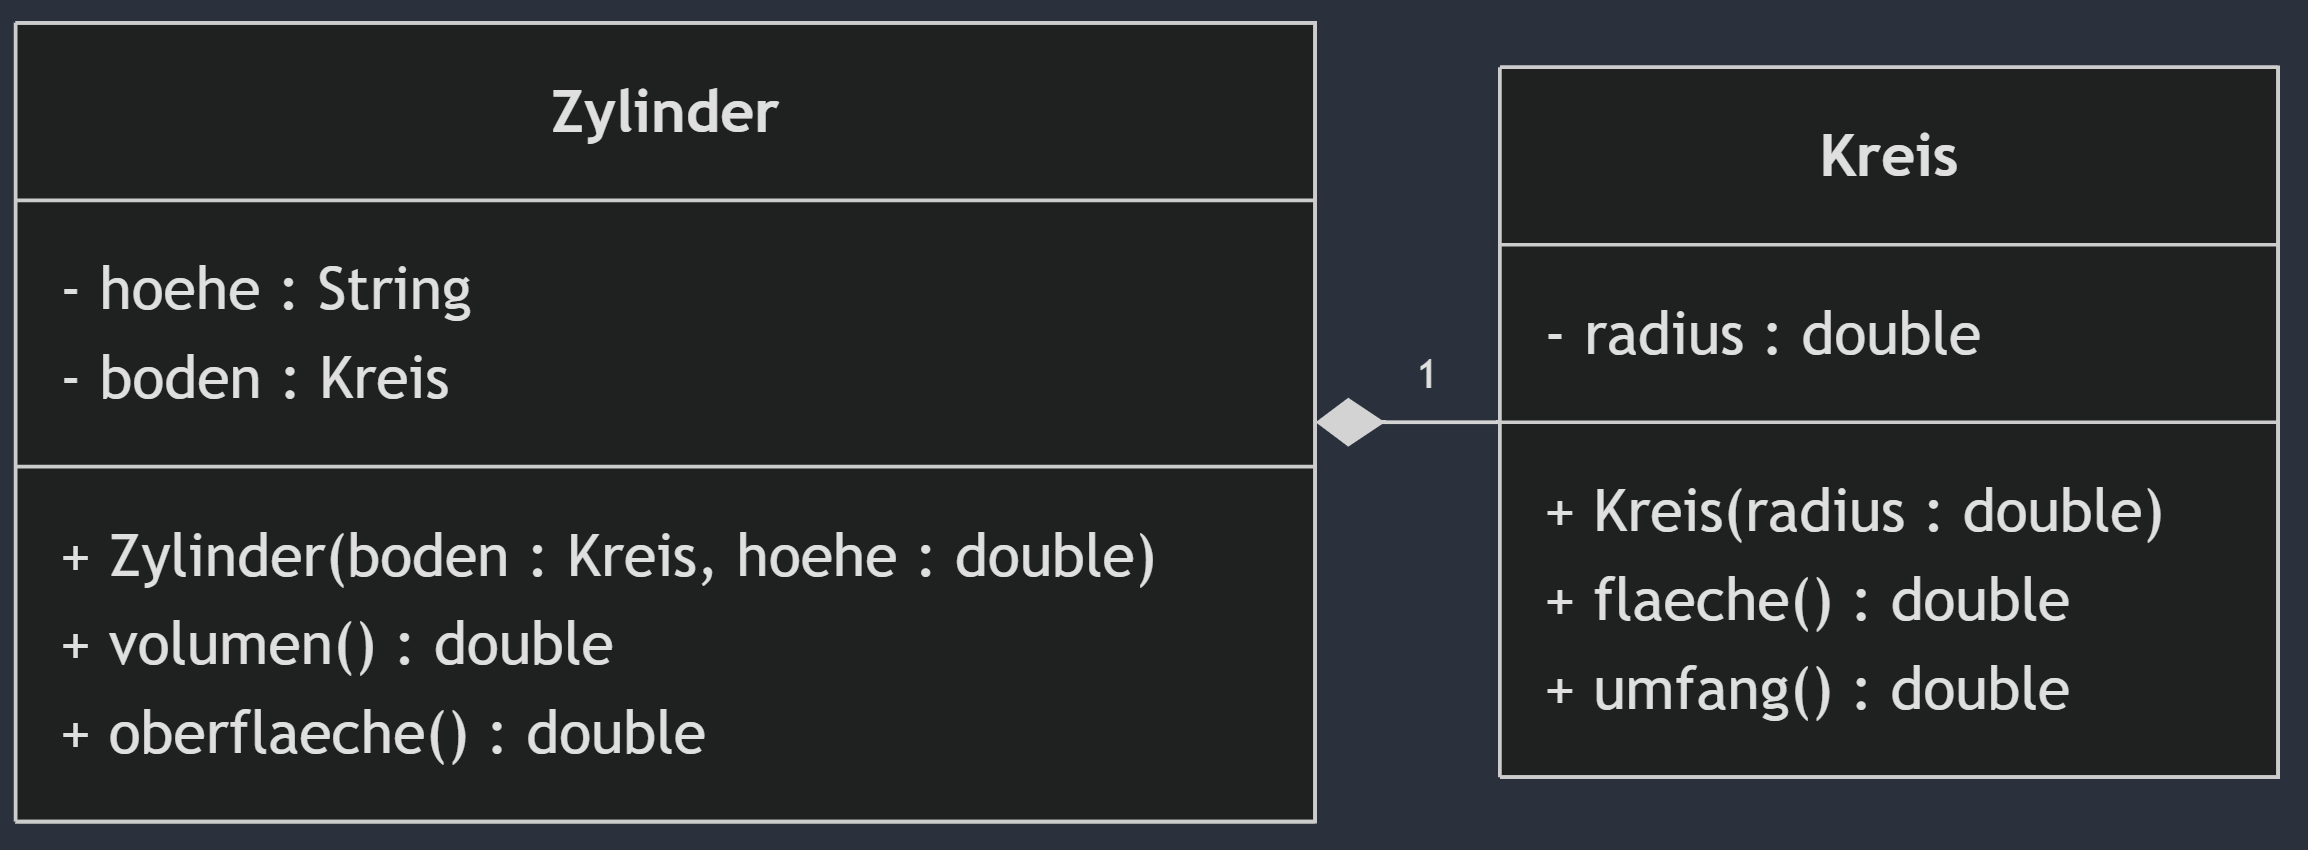 Zylinder
- hoehe : String
- boden : Kreis
+ Zylinder(boden : Kreis, hoehe : double)
+ volumen() : double
+ oberflaeche() : double
1
Kreis
- radius : double
+ Kreis(radius : double)
+ flaeche() : double
+ umfang() : double